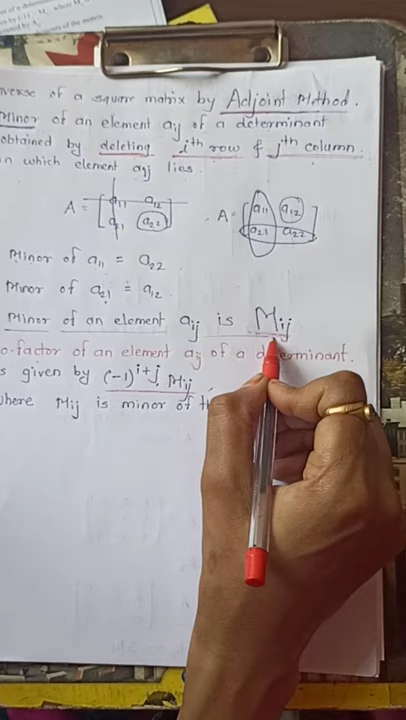 verse of a square matrix by Adjoint Method.
Minor of an element aij of a determinant
obtained by deleting ith row & jth column
in which element aij lies.
A = [ a11 a12
a21 a22 ]
, A = [ a11 a12
a21 a22 ]
Minor of a11 = a22
Minor of a21 = a12
Minor of an element aij is Mij
o-factor of an element aij of a determinant.
s given by (-1)^i+j Mij
where Mij is minor of